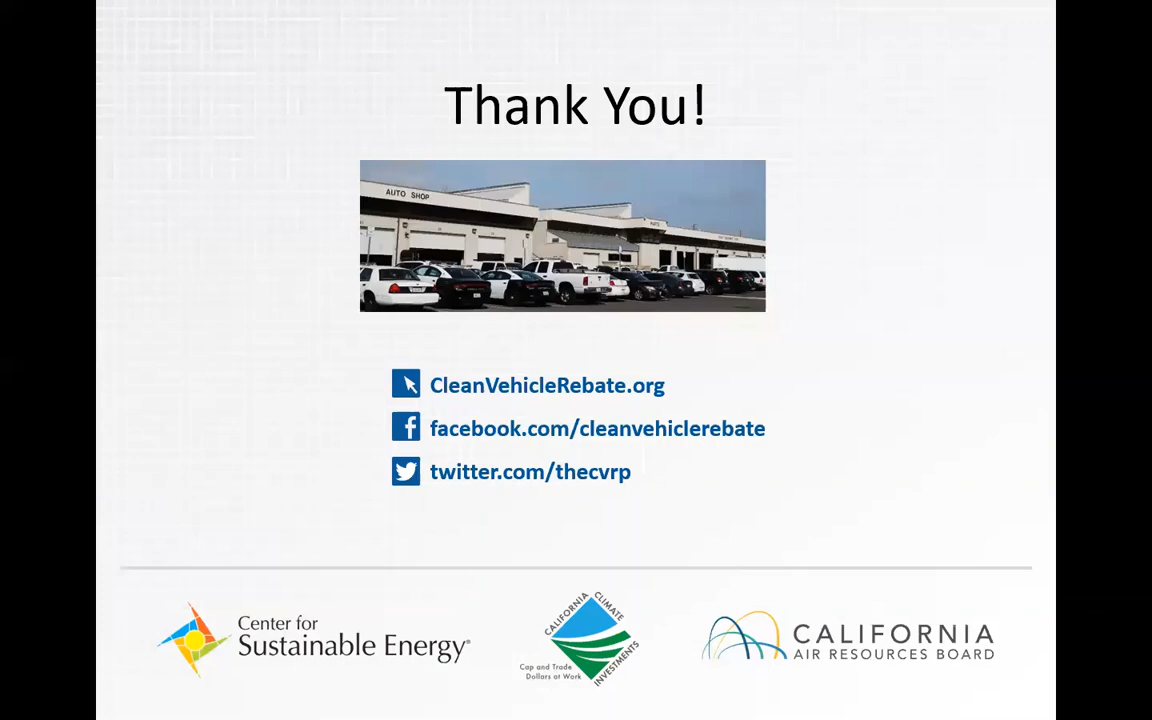 Thank You!
AUTO SHOP
CleanVehicleRebate.org
facebook.com/cleanvehiclerebate
twitter.com/thecvrp
Center for
Sustainable Energy®
CALIFORNIA CLIMATE
INVESTMENTS
Cap and Trade
Dollars at Work
CALIFORNIA
AIR RESOURCES BOARD